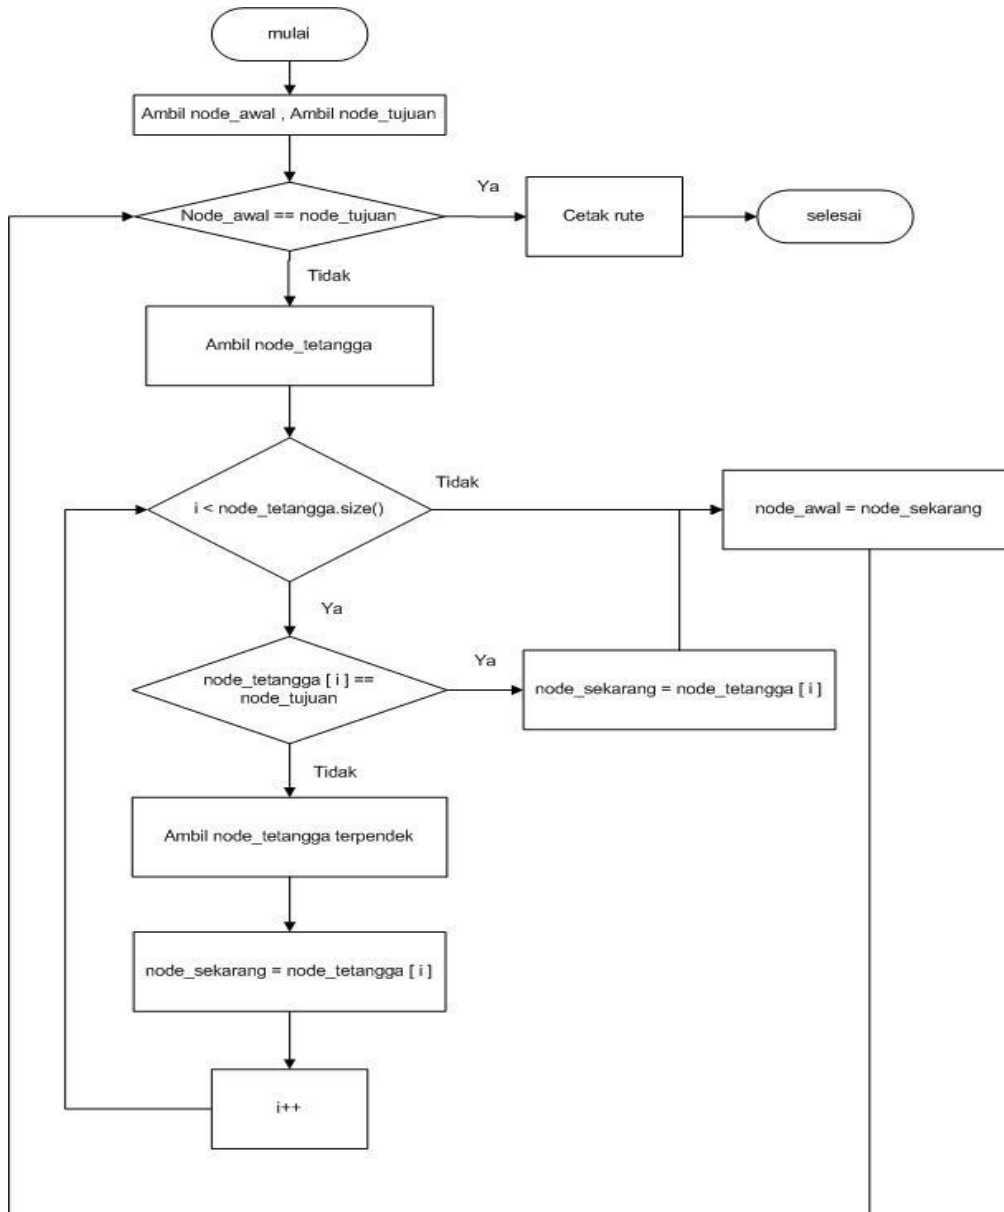 mulai
Ambil node_awal , Ambil node_tujuan
Node_awal == node_tujuan
Ya
Cetak rute
selesai
Tidak
Ambil node_tetangga
i < node_tetangga.size()
Tidak
node_awal = node_sekarang
Ya
node_tetangga [ i ] ==
node_tujuan
Ya
node_sekarang = node_tetangga [ i ]
Tidak
Ambil node_tetangga terpendek
node_sekarang = node_tetangga [ i ]
i++